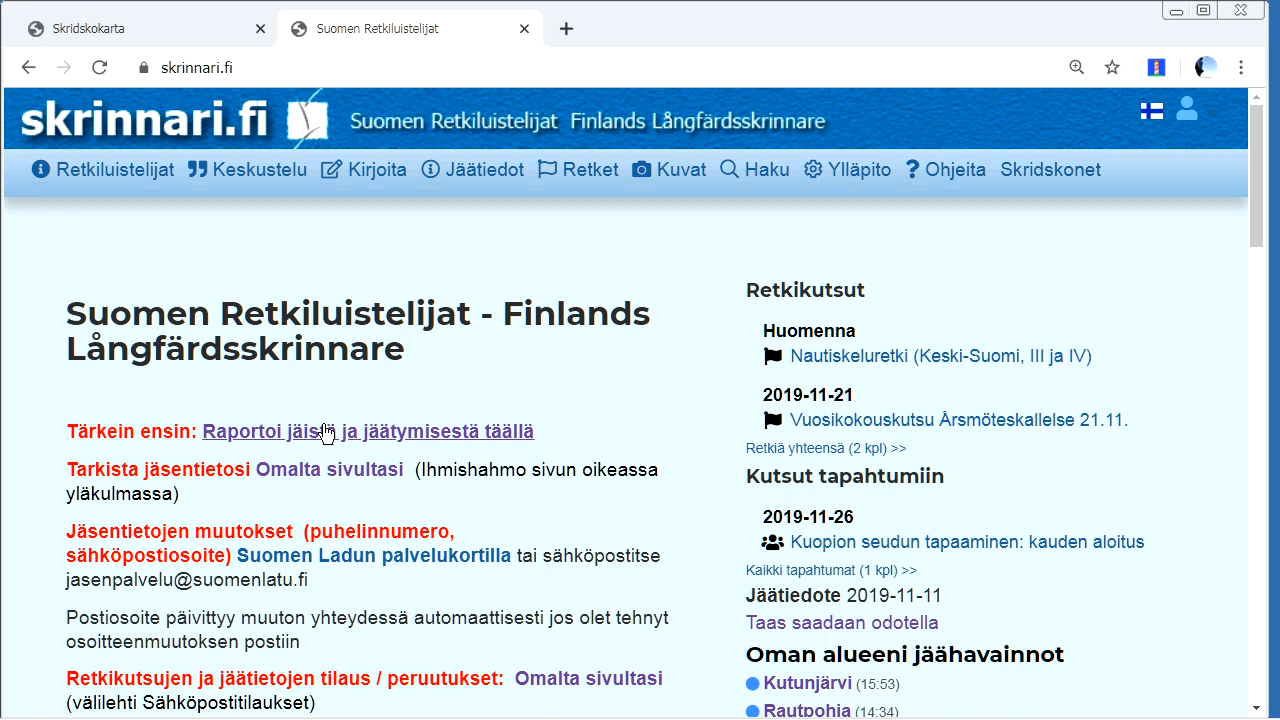 Skridskokarta
Suomen Retkiluistelijat
skrinnari.fi
skrinnari.fi
Suomen Retkiluistelijat Finlands Långfärdsskrinnare
Retkiluistelijat Keskustelu Kirjoita Jäätiedot Retket Kuvat Haku Ylläpito Ohjeita Skridskonet
Suomen Retkiluistelijat - Finlands
Långfärdsskrinnare
Tärkein ensin: Raportoi jäistä ja jäätymisestä täällä
Tarkista jäsentietosi Omalta sivultasi (Ihmishahmo sivun oikeassa
yläkulmassa)
Jäsentietojen muutokset (puhelinnumero,
sähköpostiosoite) Suomen Ladun palvelukortilla tai sähköpostitse
jasenpalvelu@suomenlatu.fi
Postiosoite päivittyy muuton yhteydessä automaattisesti jos olet tehnyt
osoitteenmuutoksen postiin
Retkikutsujen ja jäätietojen tilaus / peruutukset: Omalta sivultasi
(välilehti Sähköpostitilaukset)
Retkikutsut
Huomenna
Nautiskeluretki (Keski-Suomi, III ja IV)
2019-11-21
Vuosikokouskutsu Årsmöteskallelse 21.11.
Retkiä yhteensä (2 kpl) >>
Kutsut tapahtumiin
2019-11-26
Kuopion seudun tapaaminen: kauden aloitus
Kaikki tapahtumat (1 kpl) >>
Jäätiedote 2019-11-11
Taas saadaan odotella
Oman alueeni jäähavainnot
Kutunjärvi (15:53)
Rautpohja (14:34)